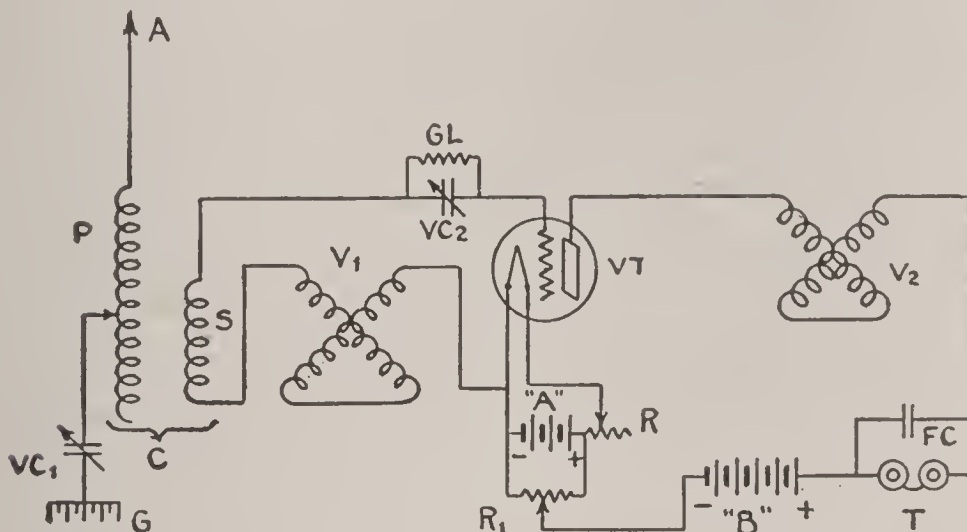 A
GL
VC2
P
V1
VT
V2
S
"A"
- +
R
C
VC1
FC
G
R1
- "B" +
T